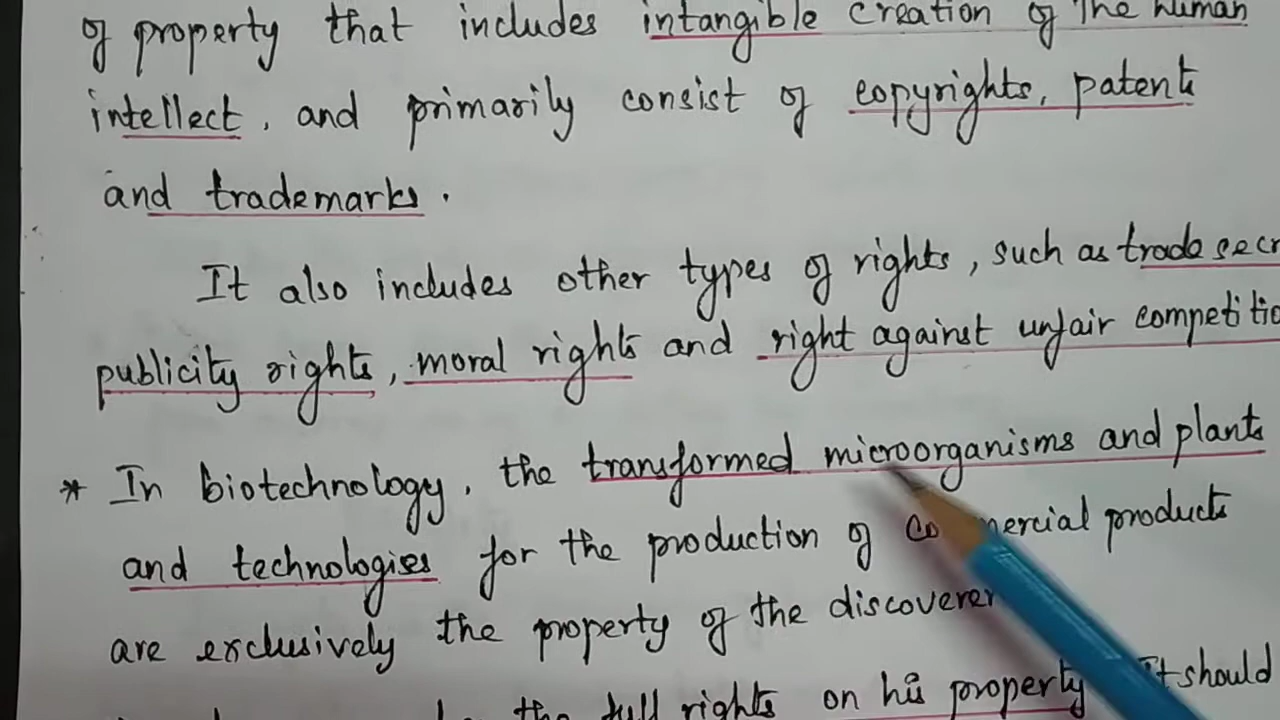 of property that includes intangible creation of the human
intellect, and primarily consist of copyrights, patents
and trademarks.
It also includes other types of rights, such as trade secr
publicity rights, moral rights and right against unfair competitio
* In biotechnology, the transformed microorganisms and plants
and technologies for the production of co mercial products
are exclusively the property of the discoverer
the full rights on his property It should